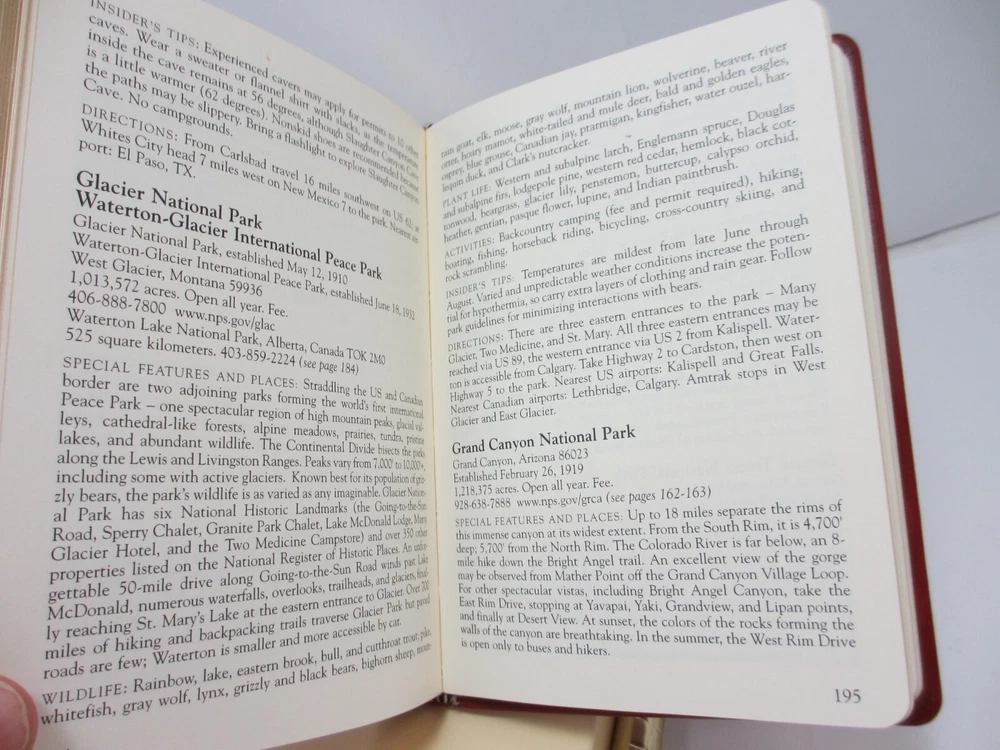 INSIDER'S TIPS: Experienced cavers may apply for permits to 10 other
caves. Wear a sweater or flannel shirt with slacks, as the temperature
inside the cave remains at 56 degrees, although Slaughter Canyon Cave
is a little warmer (62 degrees). Nonskid shoes are recommended because
the paths may be slippery. Bring a flashlight to explore Slaughter Canyon
Cave. No campgrounds.
DIRECTIONS: From Carlsbad travel 16 miles southwest on US 62, at
Whites City head 7 miles west on New Mexico 7 to the park. Nearest air
port: El Paso, TX.
Glacier National Park
Waterton-Glacier International Peace Park
Glacier National Park, established May 12, 1910
Waterton-Glacier International Peace Park, established June 18, 1932
West Glacier, Montana 59936
1,013,572 acres. Open all year. Fee.
406-888-7800 www.nps.gov/glac
Waterton Lake National Park, Alberta, Canada TOK 2M0
525 square kilometers. 403-859-2224 (see page 184)
SPECIAL FEATURES AND PLACES: Straddling the US and Canadian
border are two adjoining parks forming the world's first international
Peace Park – one spectacular region of high mountain peaks, glacial val-
leys, cathedral-like forests, alpine meadows, prairies, tundra, pristine
lakes, and abundant wildlife. The Continental Divide bisects the parks
along the Lewis and Livingston Ranges. Peaks vary from 7,000' to 10,000'+,
including some with active glaciers. Known best for its population of griz-
zly bears, the park's wildlife is as varied as any imaginable. Glacier Nation-
al Park has six National Historic Landmarks (the Going-to-the-Sun
Road, Sperry Chalet, Granite Park Chalet, Lake McDonald Lodge, Many
Glacier Hotel, and the Two Medicine Campstore) and over 350 other
properties listed on the National Register of Historic Places. An unfor-
gettable 50-mile drive along Going-to-the-Sun Road winds past Lake
McDonald, numerous waterfalls, overlooks, trailheads, and glaciers, final-
ly reaching St. Mary's Lake at the eastern entrance to Glacier. Over 700
miles of hiking and backpacking trails traverse Glacier Park but paved
roads are few; Waterton is smaller and more accessible by car.
WILDLIFE: Rainbow, lake, eastern brook, bull, and cutthroat trout; pike,
whitefish, gray wolf, lynx, grizzly and black bears, bighorn sheep, moun-
tain goat, elk, moose, gray wolf, mountain lion, wolverine, beaver, river
otter, hoary mamot, white-tailed and mule deer, bald and golden eagles,
osprey, blue grouse, Canadian jay, ptarmigan, kingfisher, water ouzel, har-
lequin duck, and Clark's nutcracker.
PLANT LIFE: Western and subalpine larch, Englemann spruce, Douglas
and subalpine firs, lodgepole pine, western red cedar, hemlock, black cot-
tonwood, beargrass, glacier lily, penstemon, buttercup, calypso orchid,
heather, gentian, pasque flower, lupine, and Indian paintbrush.
ACTIVITIES: Backcountry camping (fee and permit required), hiking,
boating, fishing, horseback riding, bicycling, cross-country skiing, and
rock scrambling.
INSIDER'S TIPS: Temperatures are mildest from late June through
August. Varied and unpredictable weather conditions increase the poten-
tial for hypothermia, so carry extra layers of clothing and rain gear. Follow
park guidelines for minimizing interactions with bears.
DIRECTIONS: There are three eastern entrances to the park – Many
Glacier, Two Medicine, and St. Mary. All three eastern entrances may be
reached via US 89, the western entrance via US 2 from Kalispell. Water-
ton is accessible from Calgary. Take Highway 2 to Cardston, then west on
Highway 5 to the park. Nearest US airports: Kalispell and Great Falls.
Nearest Canadian airports: Lethbridge, Calgary. Amtrak stops in West
Glacier and East Glacier.
Grand Canyon National Park
Grand Canyon, Arizona 86023
Established February 26, 1919
1,218,375 acres. Open all year. Fee.
928-638-7888 www.nps.gov/grca (see pages 162-163)
SPECIAL FEATURES AND PLACES: Up to 18 miles separate the rims of
this immense canyon at its widest extent. From the South Rim, it is 4,700'
deep; 5,700' from the North Rim. The Colorado River is far below, an 8-
mile hike down the Bright Angel trail. An excellent view of the gorge
may be observed from Mather Point off the Grand Canyon Village Loop.
For other spectacular vistas, including Bright Angel Canyon, take the
East Rim Drive, stopping at Yavapai, Yaki, Grandview, and Lipan points,
and finally at Desert View. At sunset, the colors of the rocks forming the
walls of the canyon are breathtaking. In the summer, the West Rim Drive
is open only to buses and hikers.
195